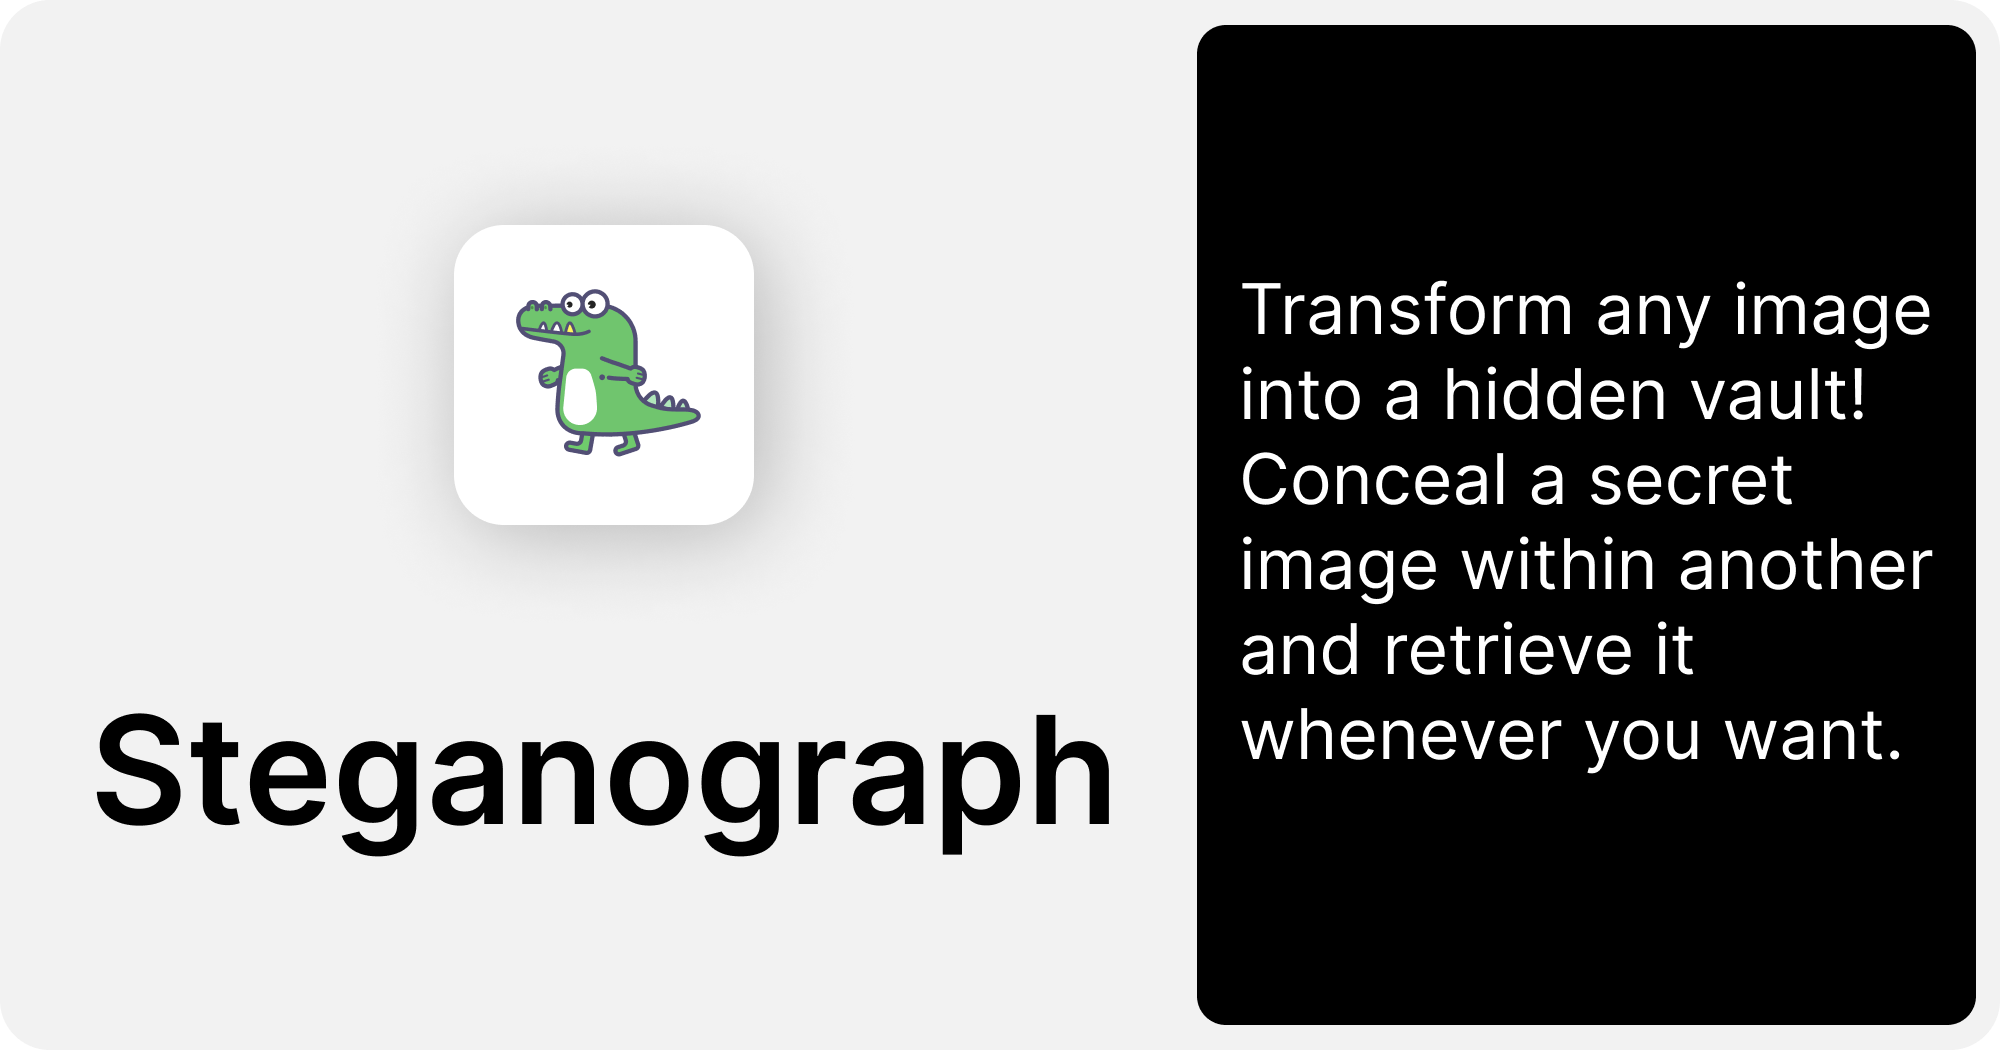 Steganograph
Transform any image
into a hidden vault!
Conceal a secret
image within another
and retrieve it
whenever you want.